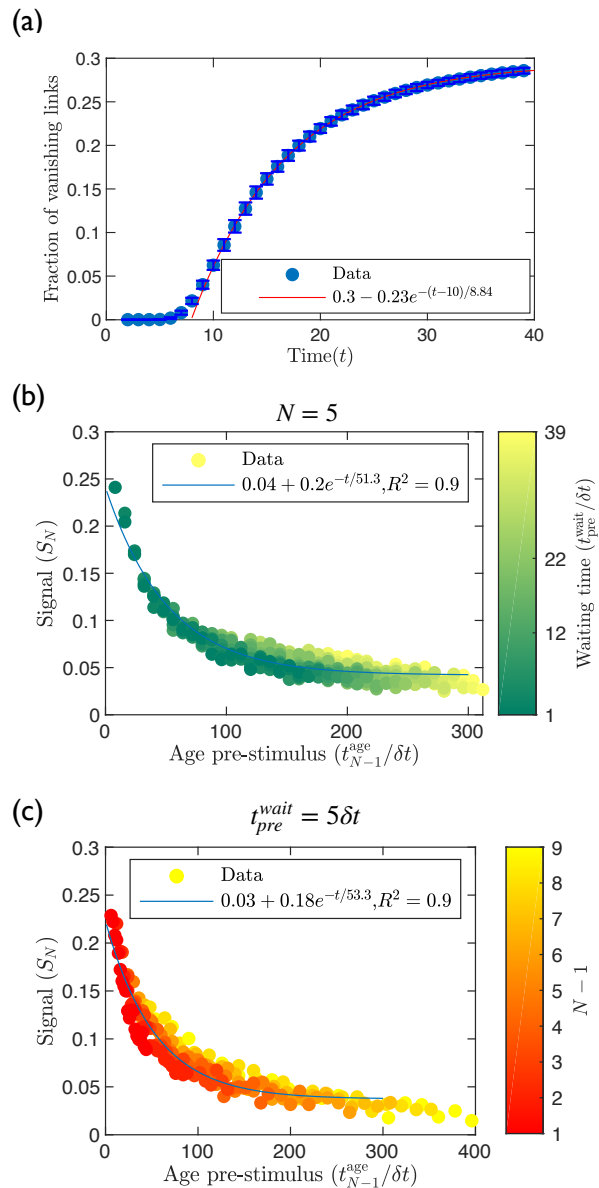 (a)
0.3
0.25
0.2
0.15
0.1
0.05
0
Fraction of vanishing links
Data
0.3 − 0.23e^{−(t−10)/8.84}
0 10 20 30 40
Time(t)
(b)
N = 5
0.3
0.25
0.2
0.15
0.1
0.05
0
Signal (S_N)
Data
0.04 + 0.2e^{−t/51.3},R² = 0.9
0 100 200 300
Age pre-stimulus (t^{age}_{N−1}/δt)
39
22
12
1
Waiting time (t^{wait}_{pre}/δt)
(c)
t^{wait}_{pre} = 5δt
0.3
0.25
0.2
0.15
0.1
0.05
0
Signal (S_N)
Data
0.03 + 0.18e^{−t/53.3},R² = 0.9
0 100 200 300 400
Age pre-stimulus (t^{age}_{N−1}/δt)
9
8
7
6
5
4
3
2
1
N − 1